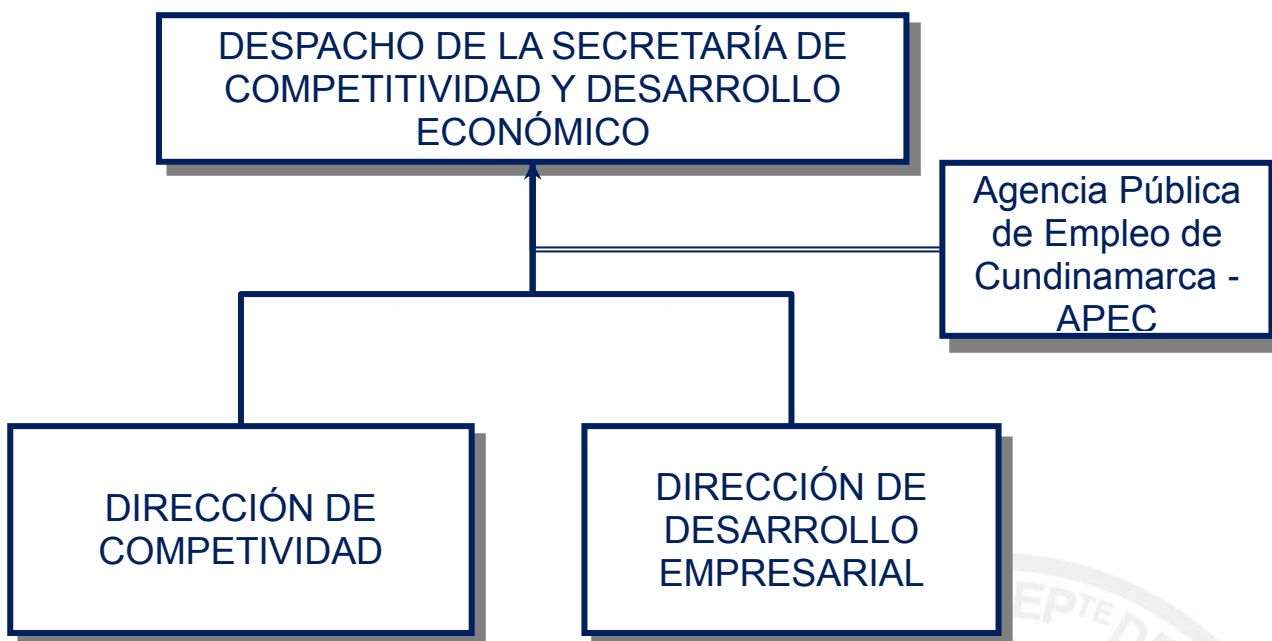 DESPACHO DE LA SECRETARÍA DE
COMPETITIVIDAD Y DESARROLLO
ECONÓMICO
Agencia Pública
de Empleo de
Cundinamarca -
APEC
DIRECCIÓN DE
COMPETIVIDAD
DIRECCIÓN DE
DESARROLLO
EMPRESARIAL